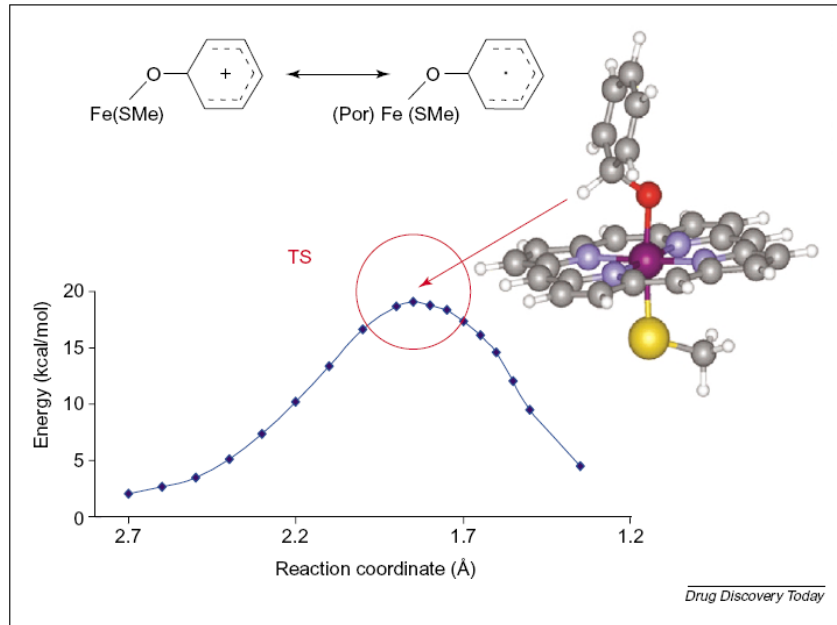 O
+
Fe(SMe)
O
·
(Por) Fe (SMe)
TS
Energy (kcal/mol)
20
15
10
5
0
2.7
2.2
1.7
1.2
Reaction coordinate (Å)
Drug Discovery Today